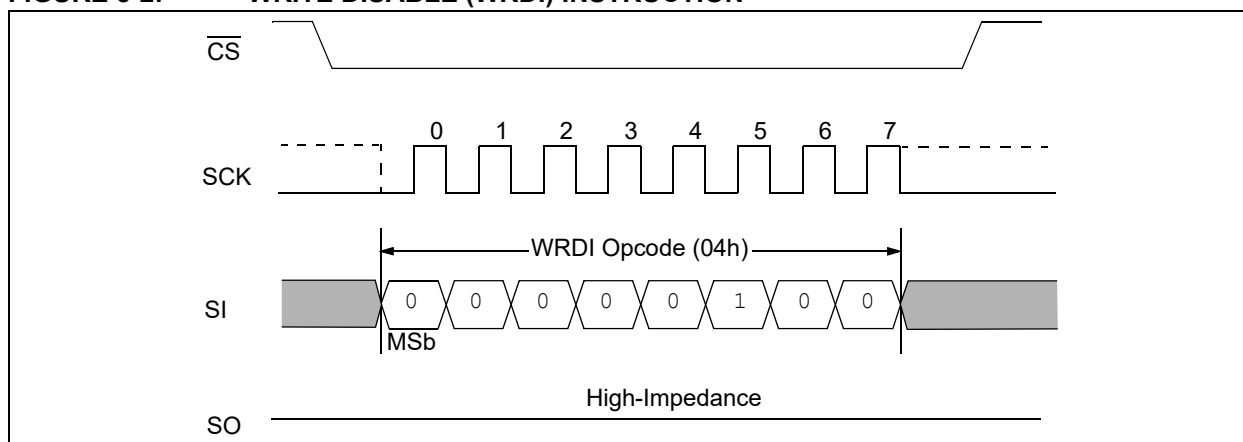 FIGURE 6-2: WRITE DISABLE (WRDI) INSTRUCTION
CS
0 1 2 3 4 5 6 7
SCK
WRDI Opcode (04h)
SI 0 0 0 0 0 1 0 0
MSb
High-Impedance
SO